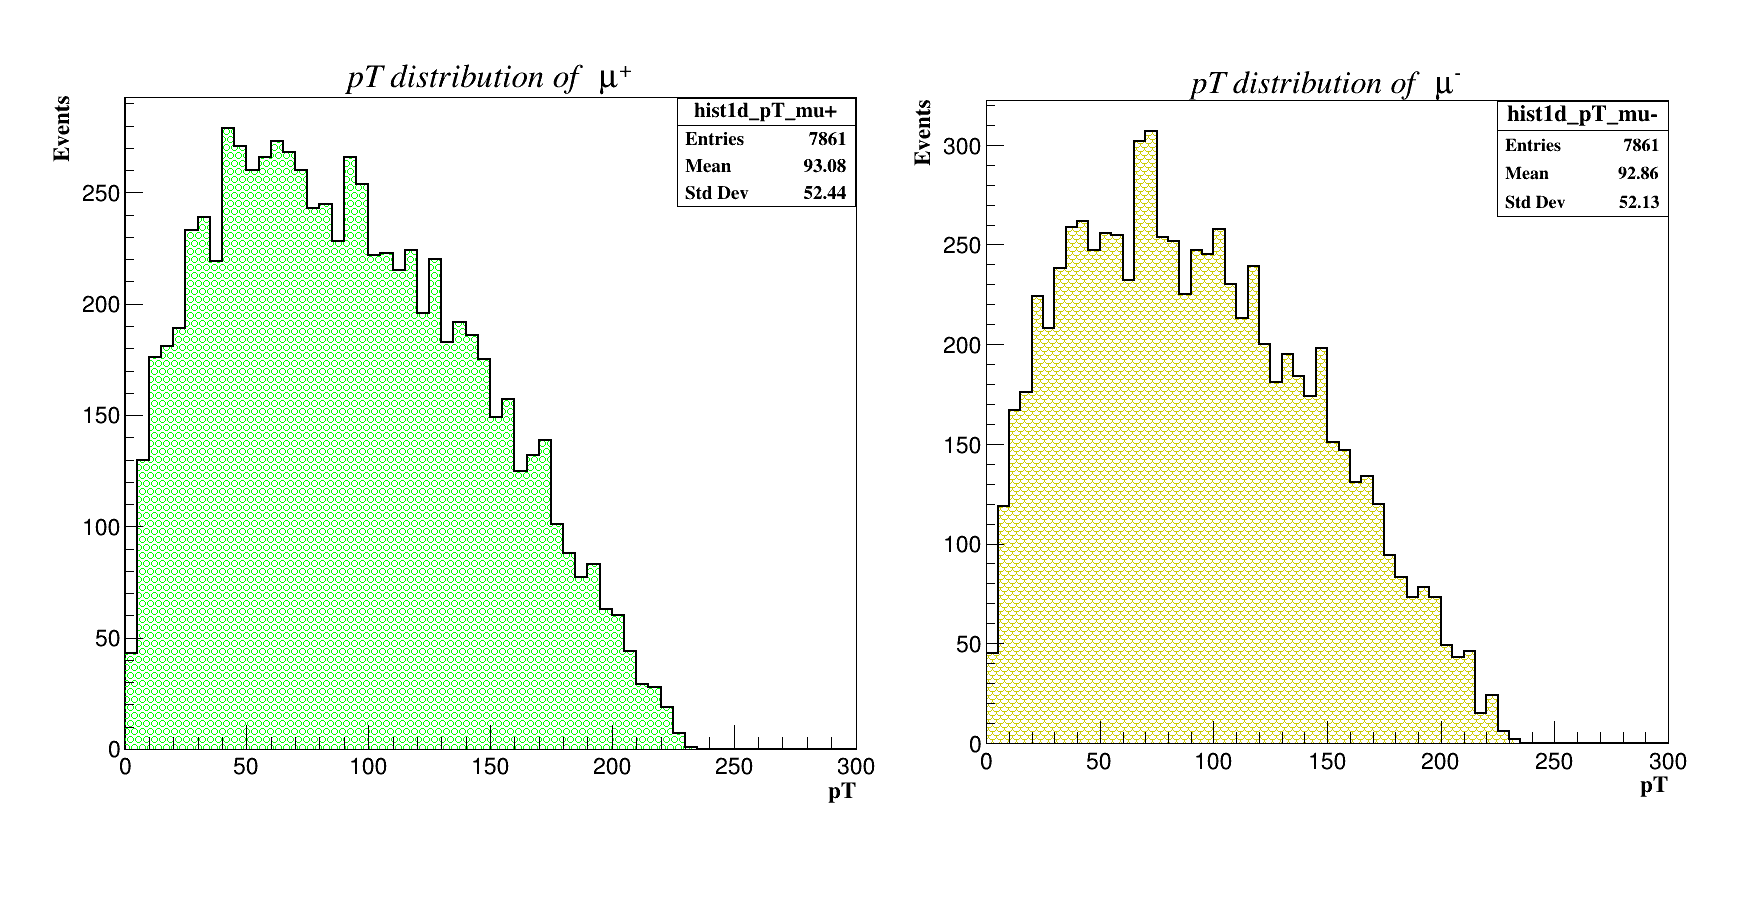 pT distribution of μ+
Events
hist1d_pT_mu+
Entries 7861
Mean 93.08
Std Dev 52.44
250
200
150
100
50
0
0 50 100 150 200 250 300
pT
pT distribution of μ-
Events
hist1d_pT_mu-
Entries 7861
Mean 92.86
Std Dev 52.13
300
250
200
150
100
50
0
0 50 100 150 200 250 300
pT